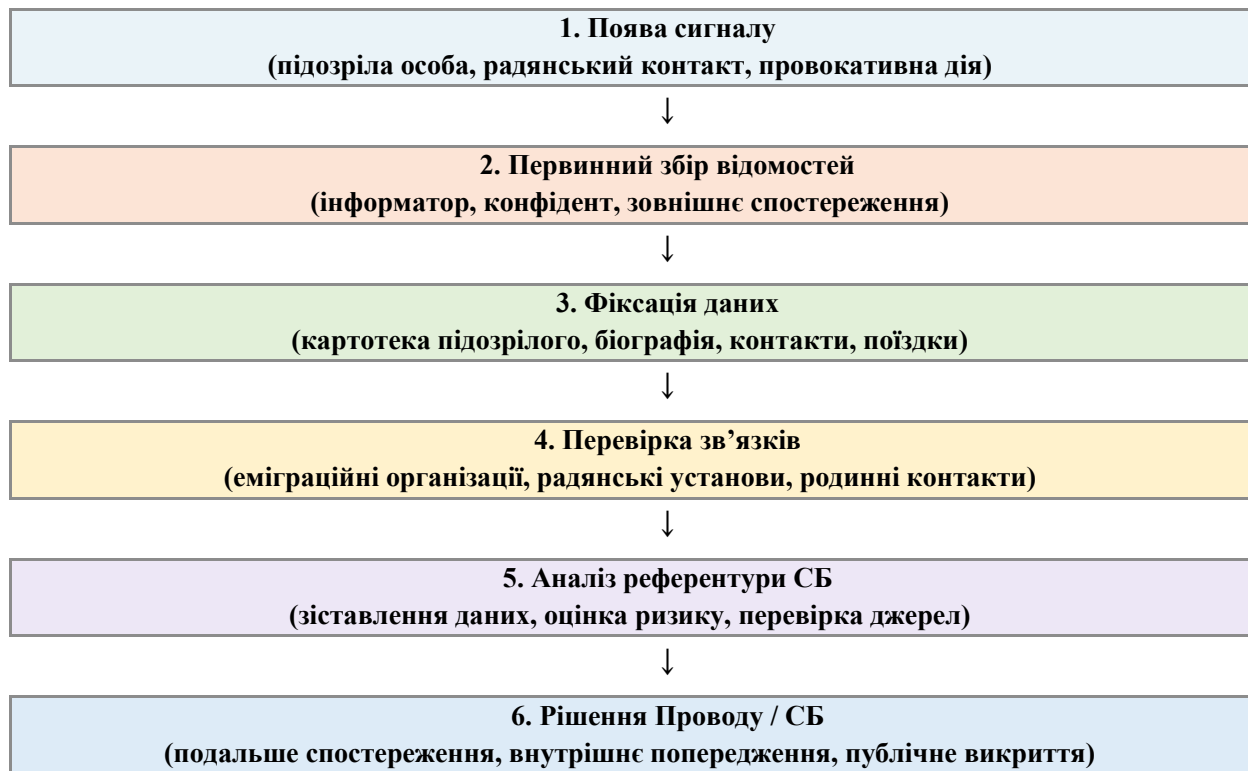 1. Поява сигналу
(підозріла особа, радянський контакт, провокативна дія)
↓
2. Первинний збір відомостей
(інформатор, конфідент, зовнішнє спостереження)
↓
3. Фіксація даних
(картотека підозрілого, біографія, контакти, поїздки)
↓
4. Перевірка зв’язків
(еміграційні організації, радянські установи, родинні контакти)
↓
5. Аналіз референтури СБ
(зіставлення даних, оцінка ризику, перевірка джерел)
↓
6. Рішення Проводу / СБ
(подальше спостереження, внутрішнє попередження, публічне викриття)